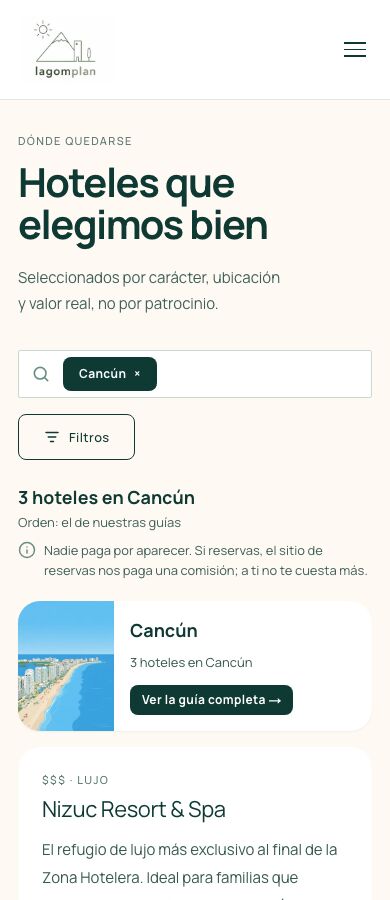 lagomplan
DÓNDE QUEDARSE
Hoteles que
elegimos bien
Seleccionados por carácter, ubicación
y valor real, no por patrocinio.
Cancún ×
Filtros
3 hoteles en Cancún
Orden: el de nuestras guías
Nadie paga por aparecer. Si reservas, el sitio de
reservas nos paga una comisión; a ti no te cuesta más.
Cancún
3 hoteles en Cancún
Ver la guía completa →
$$$ · LUJO
Nizuc Resort & Spa
El refugio de lujo más exclusivo al final de la
Zona Hotelera. Ideal para familias que